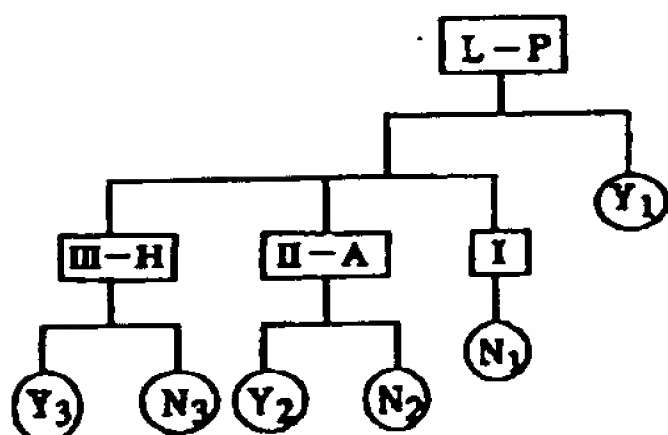 L－P
Y₁
III－H
II－A
I
N₁
Y₃
N₃
Y₂
N₂